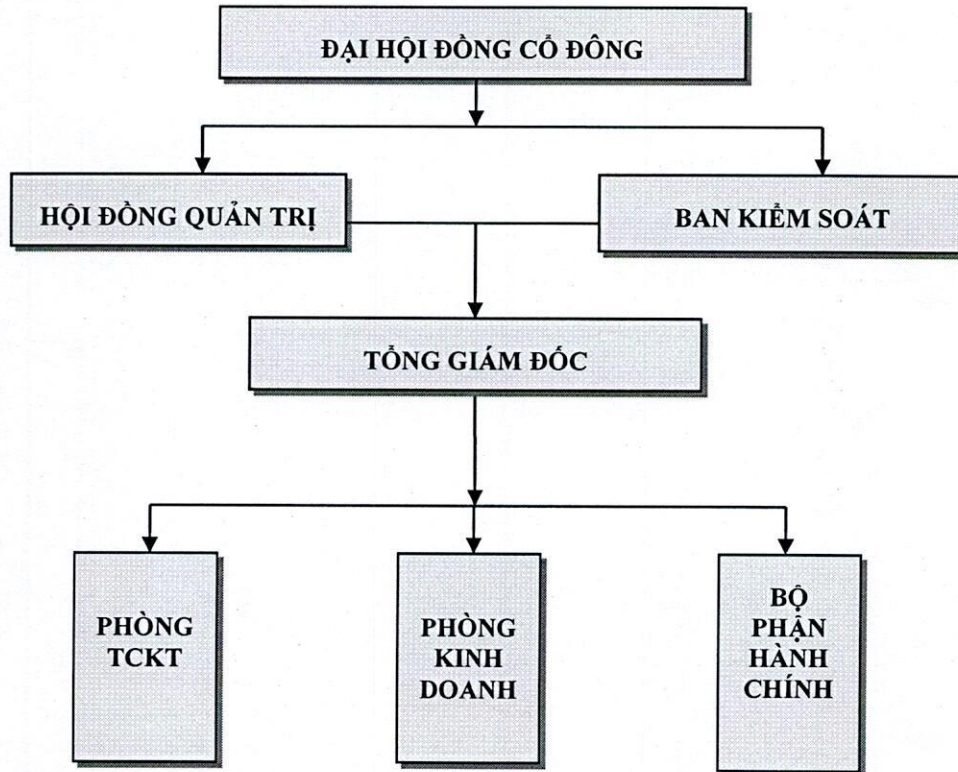 ĐẠI HỘI ĐỒNG CỔ ĐÔNG
HỘI ĐỒNG QUẢN TRỊ
BAN KIỂM SOÁT
TỔNG GIÁM ĐỐC
PHÒNG
TCKT
PHÒNG
KINH
DOANH
BỘ
PHẬN
HÀNH
CHÍNH